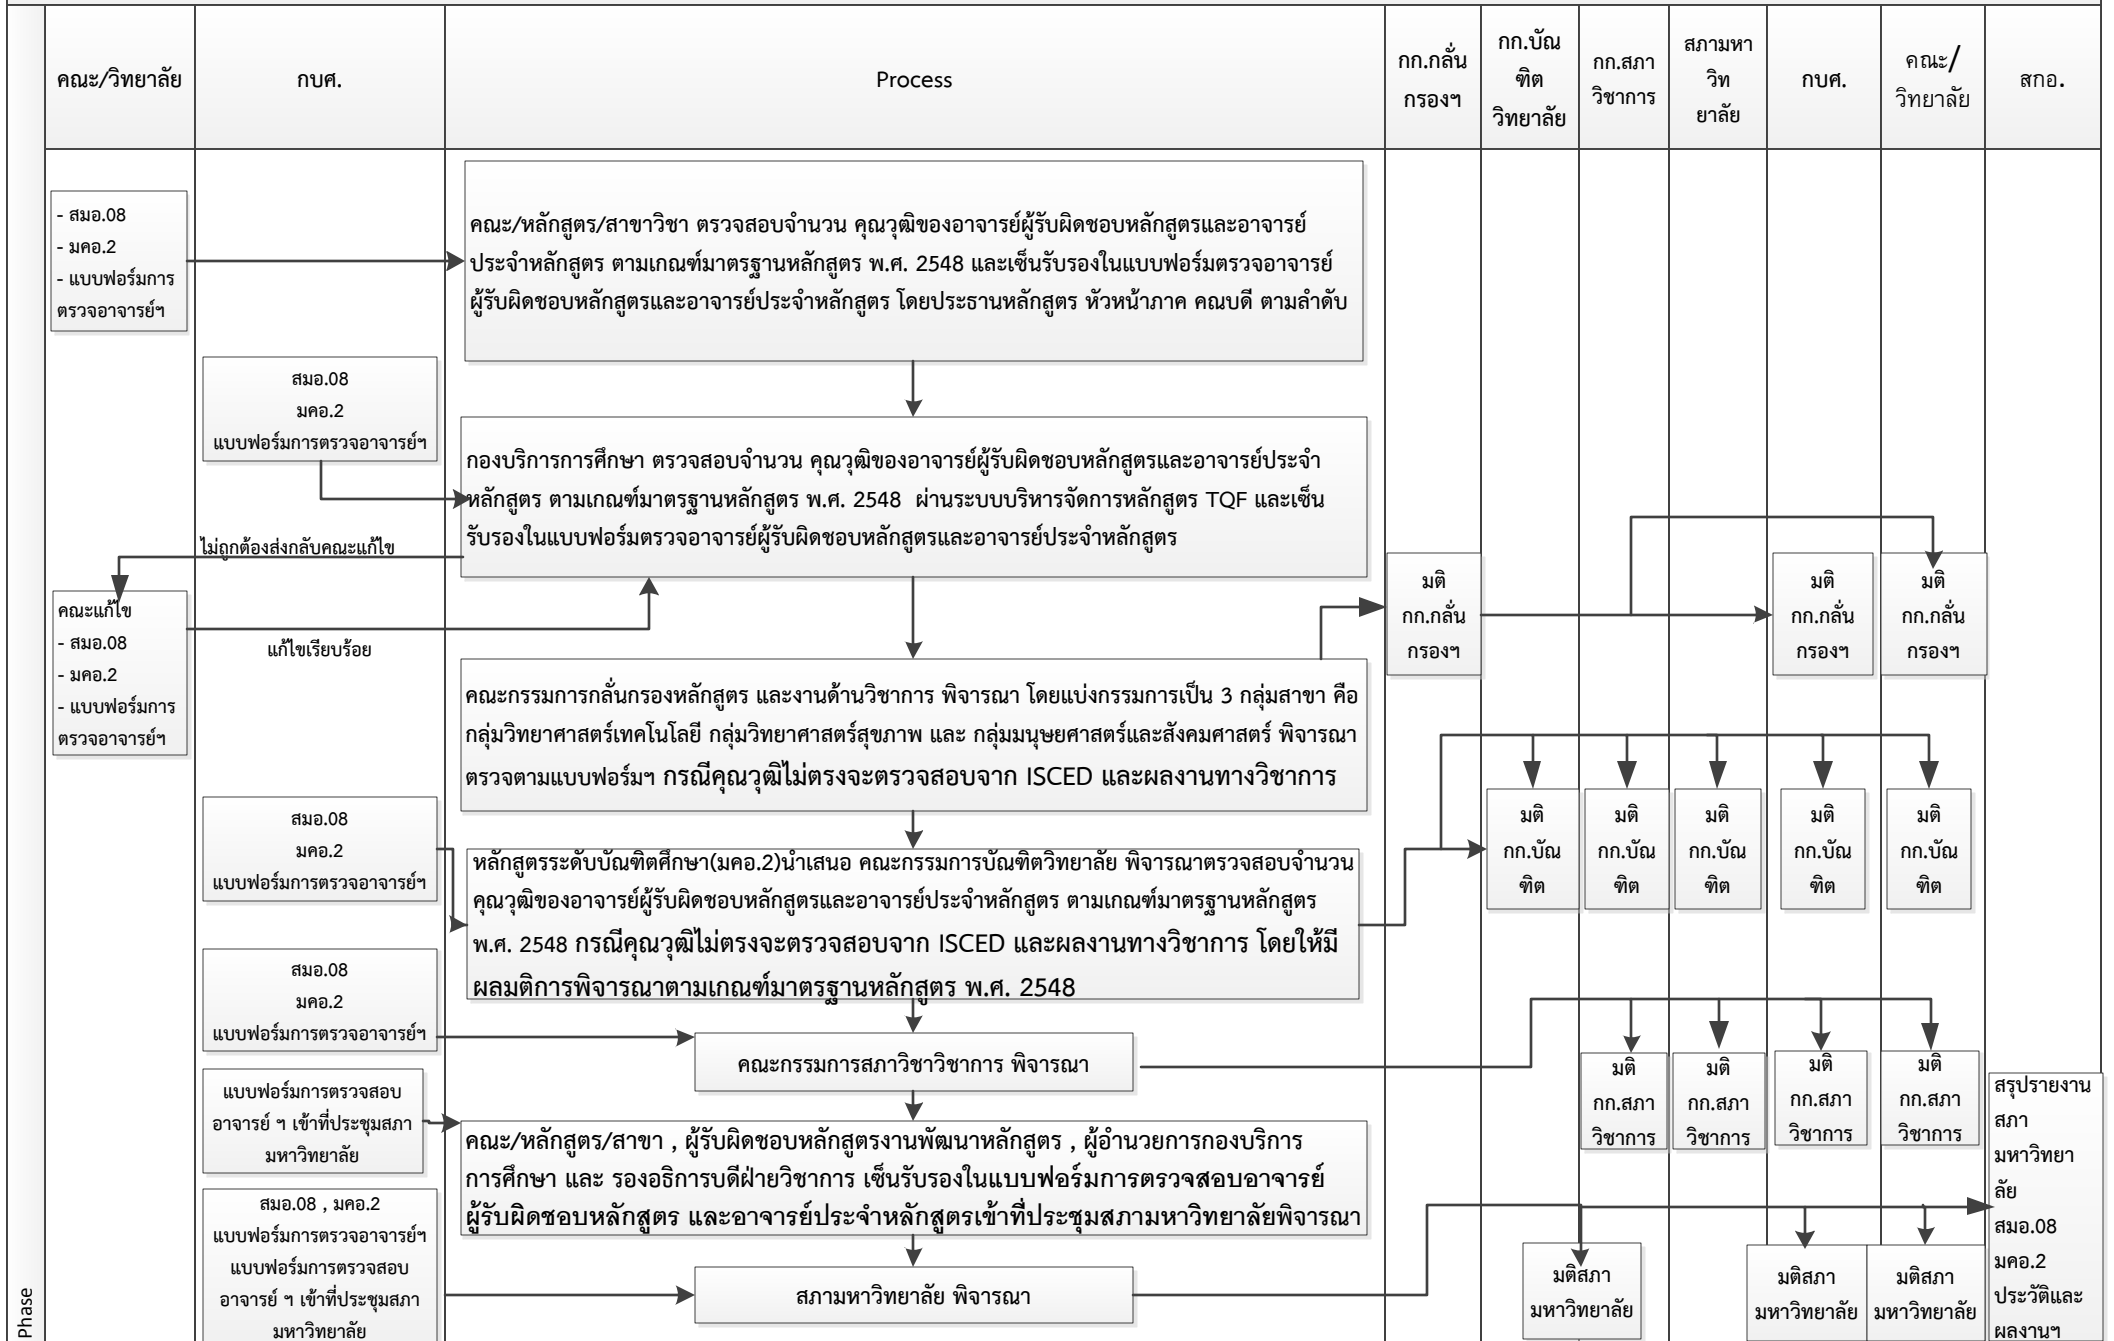 คณะ/วิทยาลัย
กบศ.
Process
กก.กลั่น
กรองฯ
กก.บัณ
ฑิต
วิทยาลัย
กก.สภา
วิชาการ
สภามหา
วิท
ยาลัย
กบศ.
คณะ/
วิทยาลัย
สกอ.
- สมอ.08
- มคอ.2
- แบบฟอร์มการ
ตรวจอาจารย์ฯ
คณะ/หลักสูตร/สาขาวิชา ตรวจสอบจำนวน คุณวุฒิของอาจารย์ผู้รับผิดชอบหลักสูตรและอาจารย์
ประจำหลักสูตร ตามเกณฑ์มาตรฐานหลักสูตร พ.ศ. 2548 และเซ็นรับรองในแบบฟอร์มตรวจอาจารย์
ผู้รับผิดชอบหลักสูตรและอาจารย์ประจำหลักสูตร โดยประธานหลักสูตร หัวหน้าภาค คณบดี ตามลำดับ
สมอ.08
มคอ.2
แบบฟอร์มการตรวจอาจารย์ฯ
กองบริการการศึกษา ตรวจสอบจำนวน คุณวุฒิของอาจารย์ผู้รับผิดชอบหลักสูตรและอาจารย์ประจำ
หลักสูตร ตามเกณฑ์มาตรฐานหลักสูตร พ.ศ. 2548 ผ่านระบบบริหารจัดการหลักสูตร TQF และเซ็น
รับรองในแบบฟอร์มตรวจอาจารย์ผู้รับผิดชอบหลักสูตรและอาจารย์ประจำหลักสูตร
ไม่ถูกต้องส่งกลับคณะแก้ไข
คณะแก้ไข
- สมอ.08
- มคอ.2
- แบบฟอร์มการ
ตรวจอาจารย์ฯ
แก้ไขเรียบร้อย
มติ
กก.กลั่น
กรองฯ
มติ
กก.กลั่น
กรองฯ
มติ
กก.กลั่น
กรองฯ
คณะกรรมการกลั่นกรองหลักสูตร และงานด้านวิชาการ พิจารณา โดยแบ่งกรรมการเป็น 3 กลุ่มสาขา คือ
กลุ่มวิทยาศาสตร์เทคโนโลยี กลุ่มวิทยาศาสตร์สุขภาพ และ กลุ่มมนุษยศาสตร์และสังคมศาสตร์ พิจารณา
ตรวจตามแบบฟอร์มฯ กรณีคุณวุฒิไม่ตรงจะตรวจสอบจาก ISCED และผลงานทางวิชาการ
สมอ.08
มคอ.2
แบบฟอร์มการตรวจอาจารย์ฯ
หลักสูตรระดับบัณฑิตศึกษา(มคอ.2)นำเสนอ คณะกรรมการบัณฑิตวิทยาลัย พิจารณาตรวจสอบจำนวน
คุณวุฒิของอาจารย์ผู้รับผิดชอบหลักสูตรและอาจารย์ประจำหลักสูตร ตามเกณฑ์มาตรฐานหลักสูตร
พ.ศ. 2548 กรณีคุณวุฒิไม่ตรงจะตรวจสอบจาก ISCED และผลงานทางวิชาการ โดยให้มี
ผลมติการพิจารณาตามเกณฑ์มาตรฐานหลักสูตร พ.ศ. 2548
มติ
กก.บัณ
ฑิต
มติ
กก.บัณ
ฑิต
มติ
กก.บัณ
ฑิต
มติ
กก.บัณ
ฑิต
มติ
กก.บัณ
ฑิต
สมอ.08
มคอ.2
แบบฟอร์มการตรวจอาจารย์ฯ
คณะกรรมการสภาวิชาวิชาการ พิจารณา
มติ
กก.สภา
วิชาการ
มติ
กก.สภา
วิชาการ
มติ
กก.สภา
วิชาการ
มติ
กก.สภา
วิชาการ
แบบฟอร์มการตรวจสอบ
อาจารย์ ฯ เข้าที่ประชุมสภา
มหาวิทยาลัย
คณะ/หลักสูตร/สาขา , ผู้รับผิดชอบหลักสูตรงานพัฒนาหลักสูตร , ผู้อำนวยการกองบริการ
การศึกษา และ รองอธิการบดีฝ่ายวิชาการ เซ็นรับรองในแบบฟอร์มการตรวจสอบอาจารย์
ผู้รับผิดชอบหลักสูตร และอาจารย์ประจำหลักสูตรเข้าที่ประชุมสภามหาวิทยาลัยพิจารณา
สมอ.08 , มคอ.2
แบบฟอร์มการตรวจอาจารย์ฯ
แบบฟอร์มการตรวจสอบ
อาจารย์ ฯ เข้าที่ประชุมสภา
มหาวิทยาลัย
สภามหาวิทยาลัย พิจารณา
มติสภา
มหาวิทยาลัย
มติสภา
มหาวิทยาลัย
มติสภา
มหาวิทยาลัย
สรุปรายงาน
สภา
มหาวิทยา
ลัย
สมอ.08
มคอ.2
ประวัติและ
ผลงานฯ
Phase